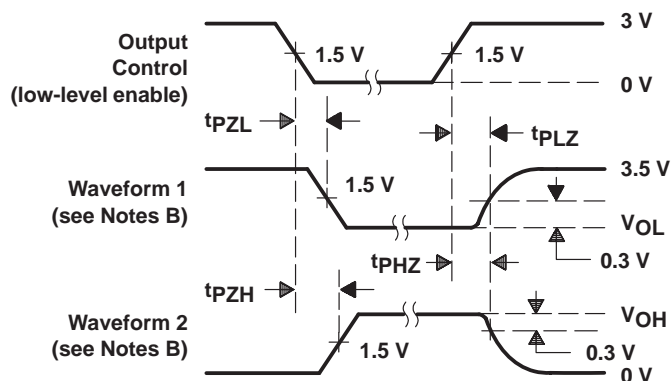 Output
Control
(low-level enable)
1.5 V
1.5 V
3 V
0 V
tPZL
tPLZ
Waveform 1
(see Notes B)
1.5 V
3.5 V
VOL
0.3 V
tPHZ
tPZH
Waveform 2
(see Notes B)
1.5 V
VOH
0.3 V
0 V